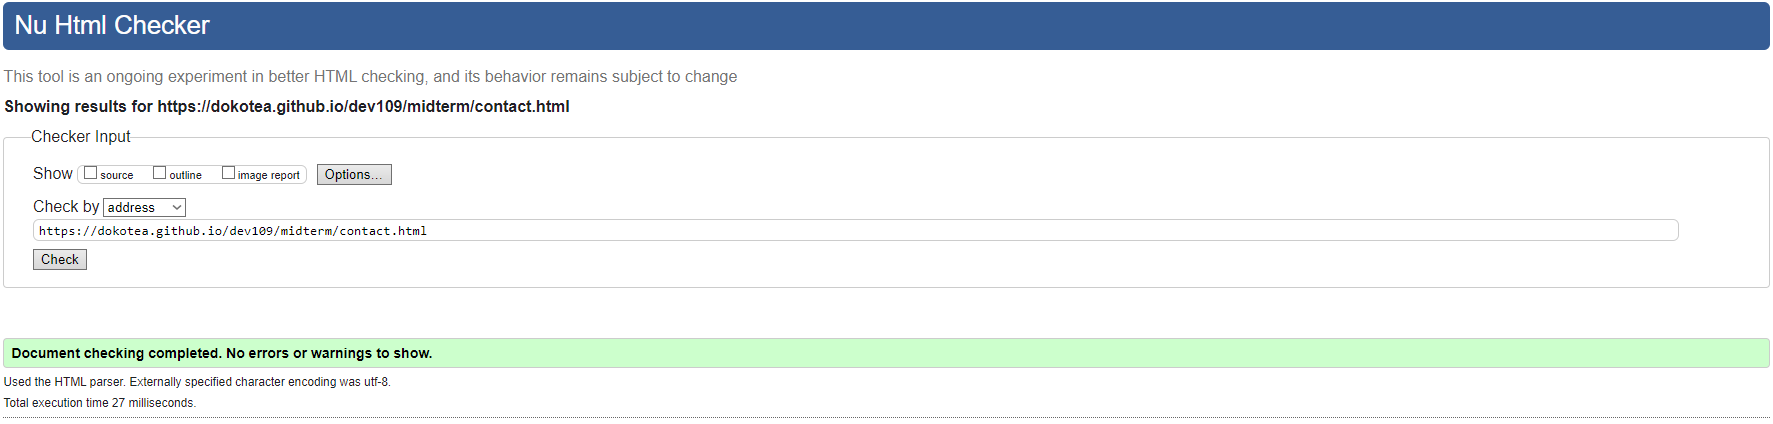 Nu Html Checker
This tool is an ongoing experiment in better HTML checking, and its behavior remains subject to change
Showing results for https://dokotea.github.io/dev109/midterm/contact.html
Checker Input
Show source outline image report Options...
Check by address
https://dokotea.github.io/dev109/midterm/contact.html
Check
Document checking completed. No errors or warnings to show.
Used the HTML parser. Externally specified character encoding was utf-8.
Total execution time 27 milliseconds.